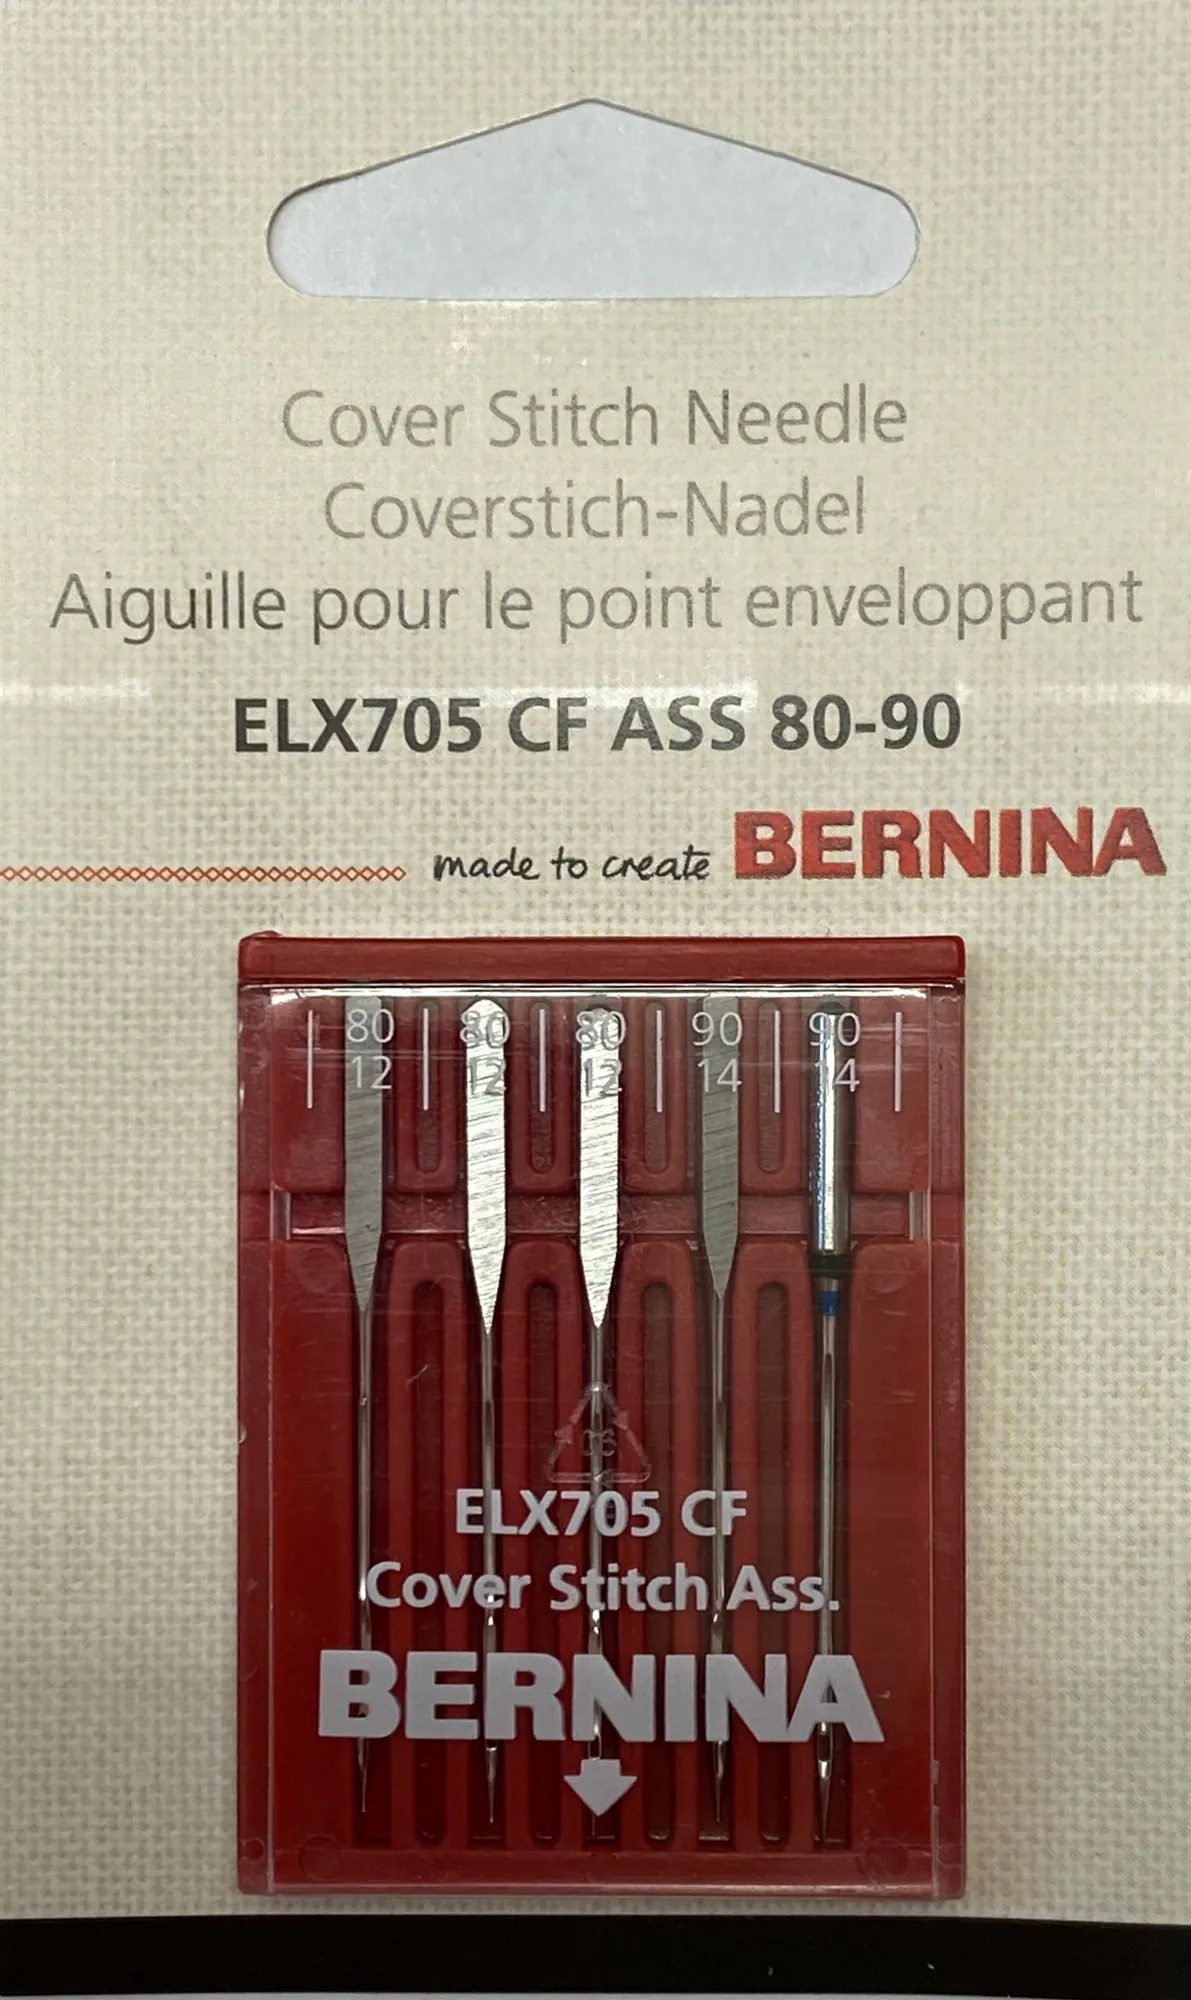 Cover Stitch Needle
Coverstich-Nadel
Aiguille pour le point enveloppant
ELX705 CF ASS 80-90
made to create BERNINA
80 80 80 90 90
12 12 12 14 14
06
ELX705 CF
Cover Stitch Ass.
BERNINA